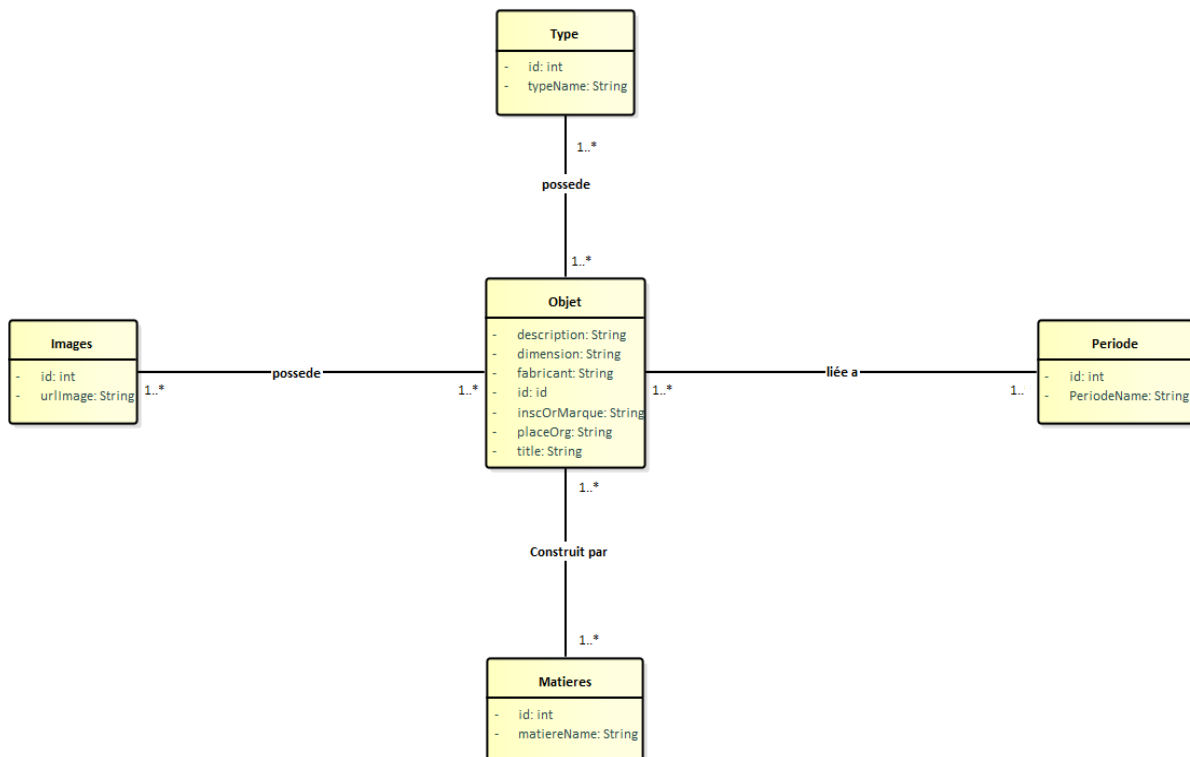 Type
- id: int
- typeName: String
1..*
possede
1..*
Objet
- description: String
- dimension: String
- fabricant: String
- id: id
- inscOrMarque: String
- placeOrg: String
- title: String
Images
- id: int
- urlImage: String
1..*
possede
1..*
1..*
liée a
1..
Periode
- id: int
- PeriodeName: String
1..*
Construit par
1..*
Matieres
- id: int
- matiereName: String